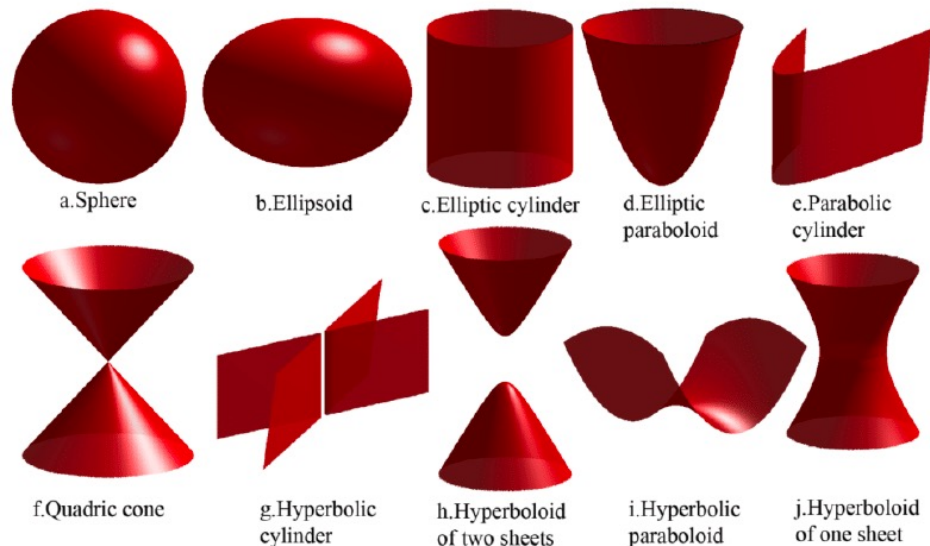 a.Sphere
b.Ellipsoid
c.Elliptic cylinder
d.Elliptic
paraboloid
e.Parabolic
cylinder
f.Quadric cone
g.Hyperbolic
cylinder
h.Hyperboloid
of two sheets
i.Hyperbolic
paraboloid
j.Hyperboloid
of one sheet